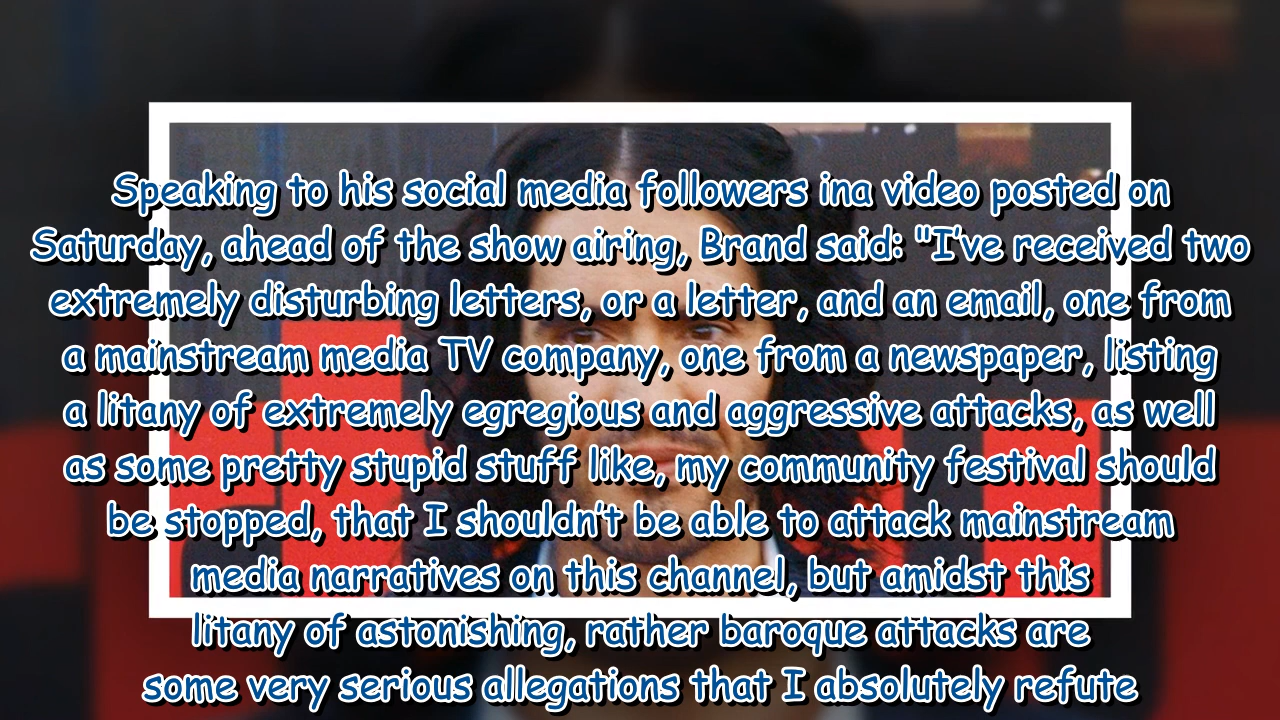 Speaking to his social media followers ina video posted on
Saturday, ahead of the show airing, Brand said: "I've received two
extremely disturbing letters, or a letter, and an email, one from
a mainstream media TV company, one from a newspaper, listing
a litany of extremely egregious and aggressive attacks, as well
as some pretty stupid stuff like, my community festival should
be stopped, that I shouldn't be able to attack mainstream
media narratives on this channel, but amidst this
litany of astonishing, rather baroque attacks are
some very serious allegations that I absolutely refute